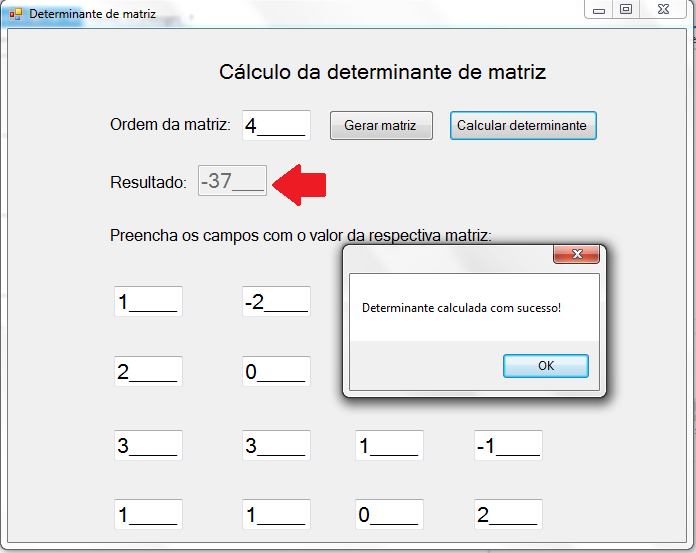 Determinante de matriz
Cálculo da determinante de matriz
Ordem da matriz: 4____ Gerar matriz Calcular determinante
Resultado: -37___
Preencha os campos com o valor da respectiva matriz:
Determinante calculada com sucesso!
OK
1____ -2____
2____ 0____
3____ 3____ 1____ -1____
1____ 1____ 0____ 2____